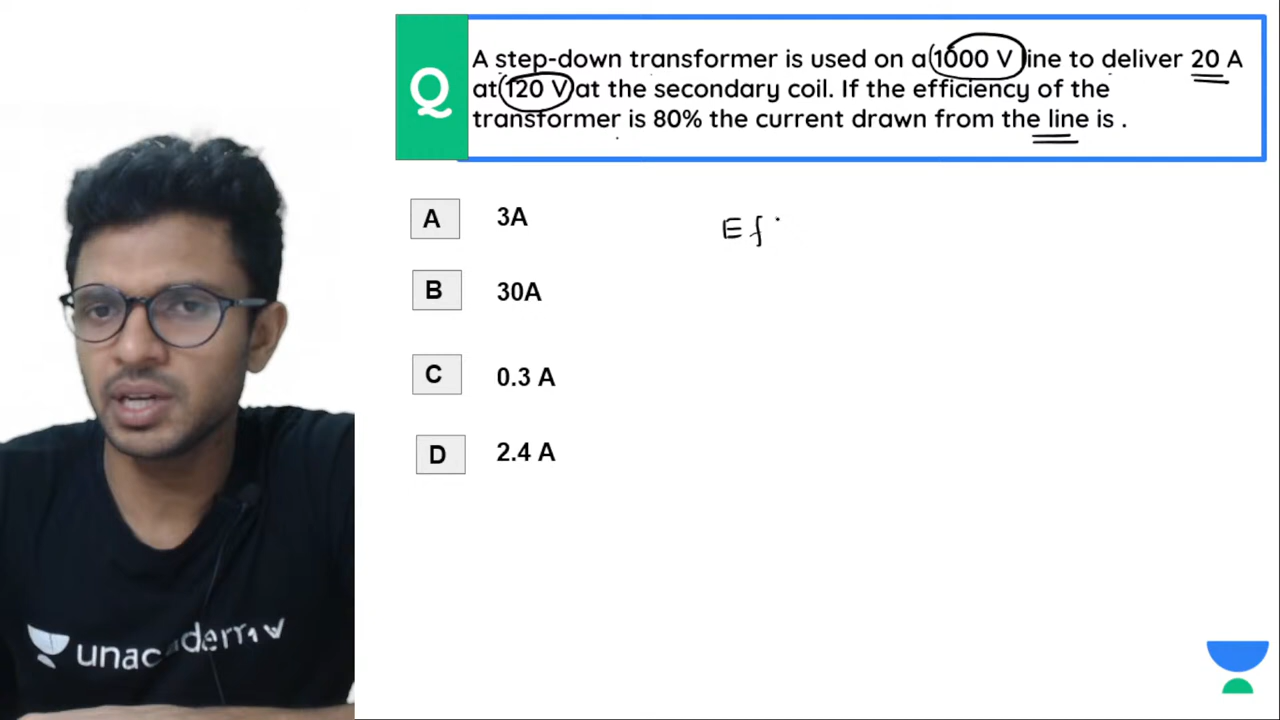 Q
A step-down transformer is used on a 1000 V line to deliver 20 A
at 120 V at the secondary coil. If the efficiency of the
transformer is 80% the current drawn from the line is .
A 3A
B 30A
C 0.3 A
D 2.4 A
Ef
unacademy